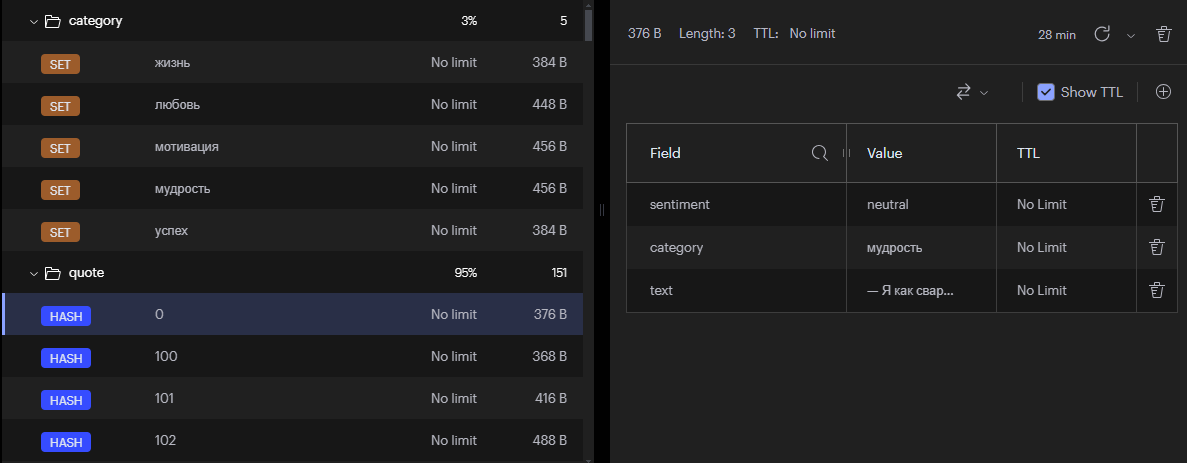 category 3% 5
SET жизнь No limit 384 B
SET любовь No limit 448 B
SET мотивация No limit 456 B
SET мудрость No limit 456 B
SET успех No limit 384 B
quote 95% 151
HASH 0 No limit 376 B
HASH 100 No limit 368 B
HASH 101 No limit 416 B
HASH 102 No limit 488 B
376 B Length: 3 TTL: No limit 28 min
Show TTL
Field Value TTL
sentiment neutral No Limit
category мудрость No Limit
text — Я как свар... No Limit